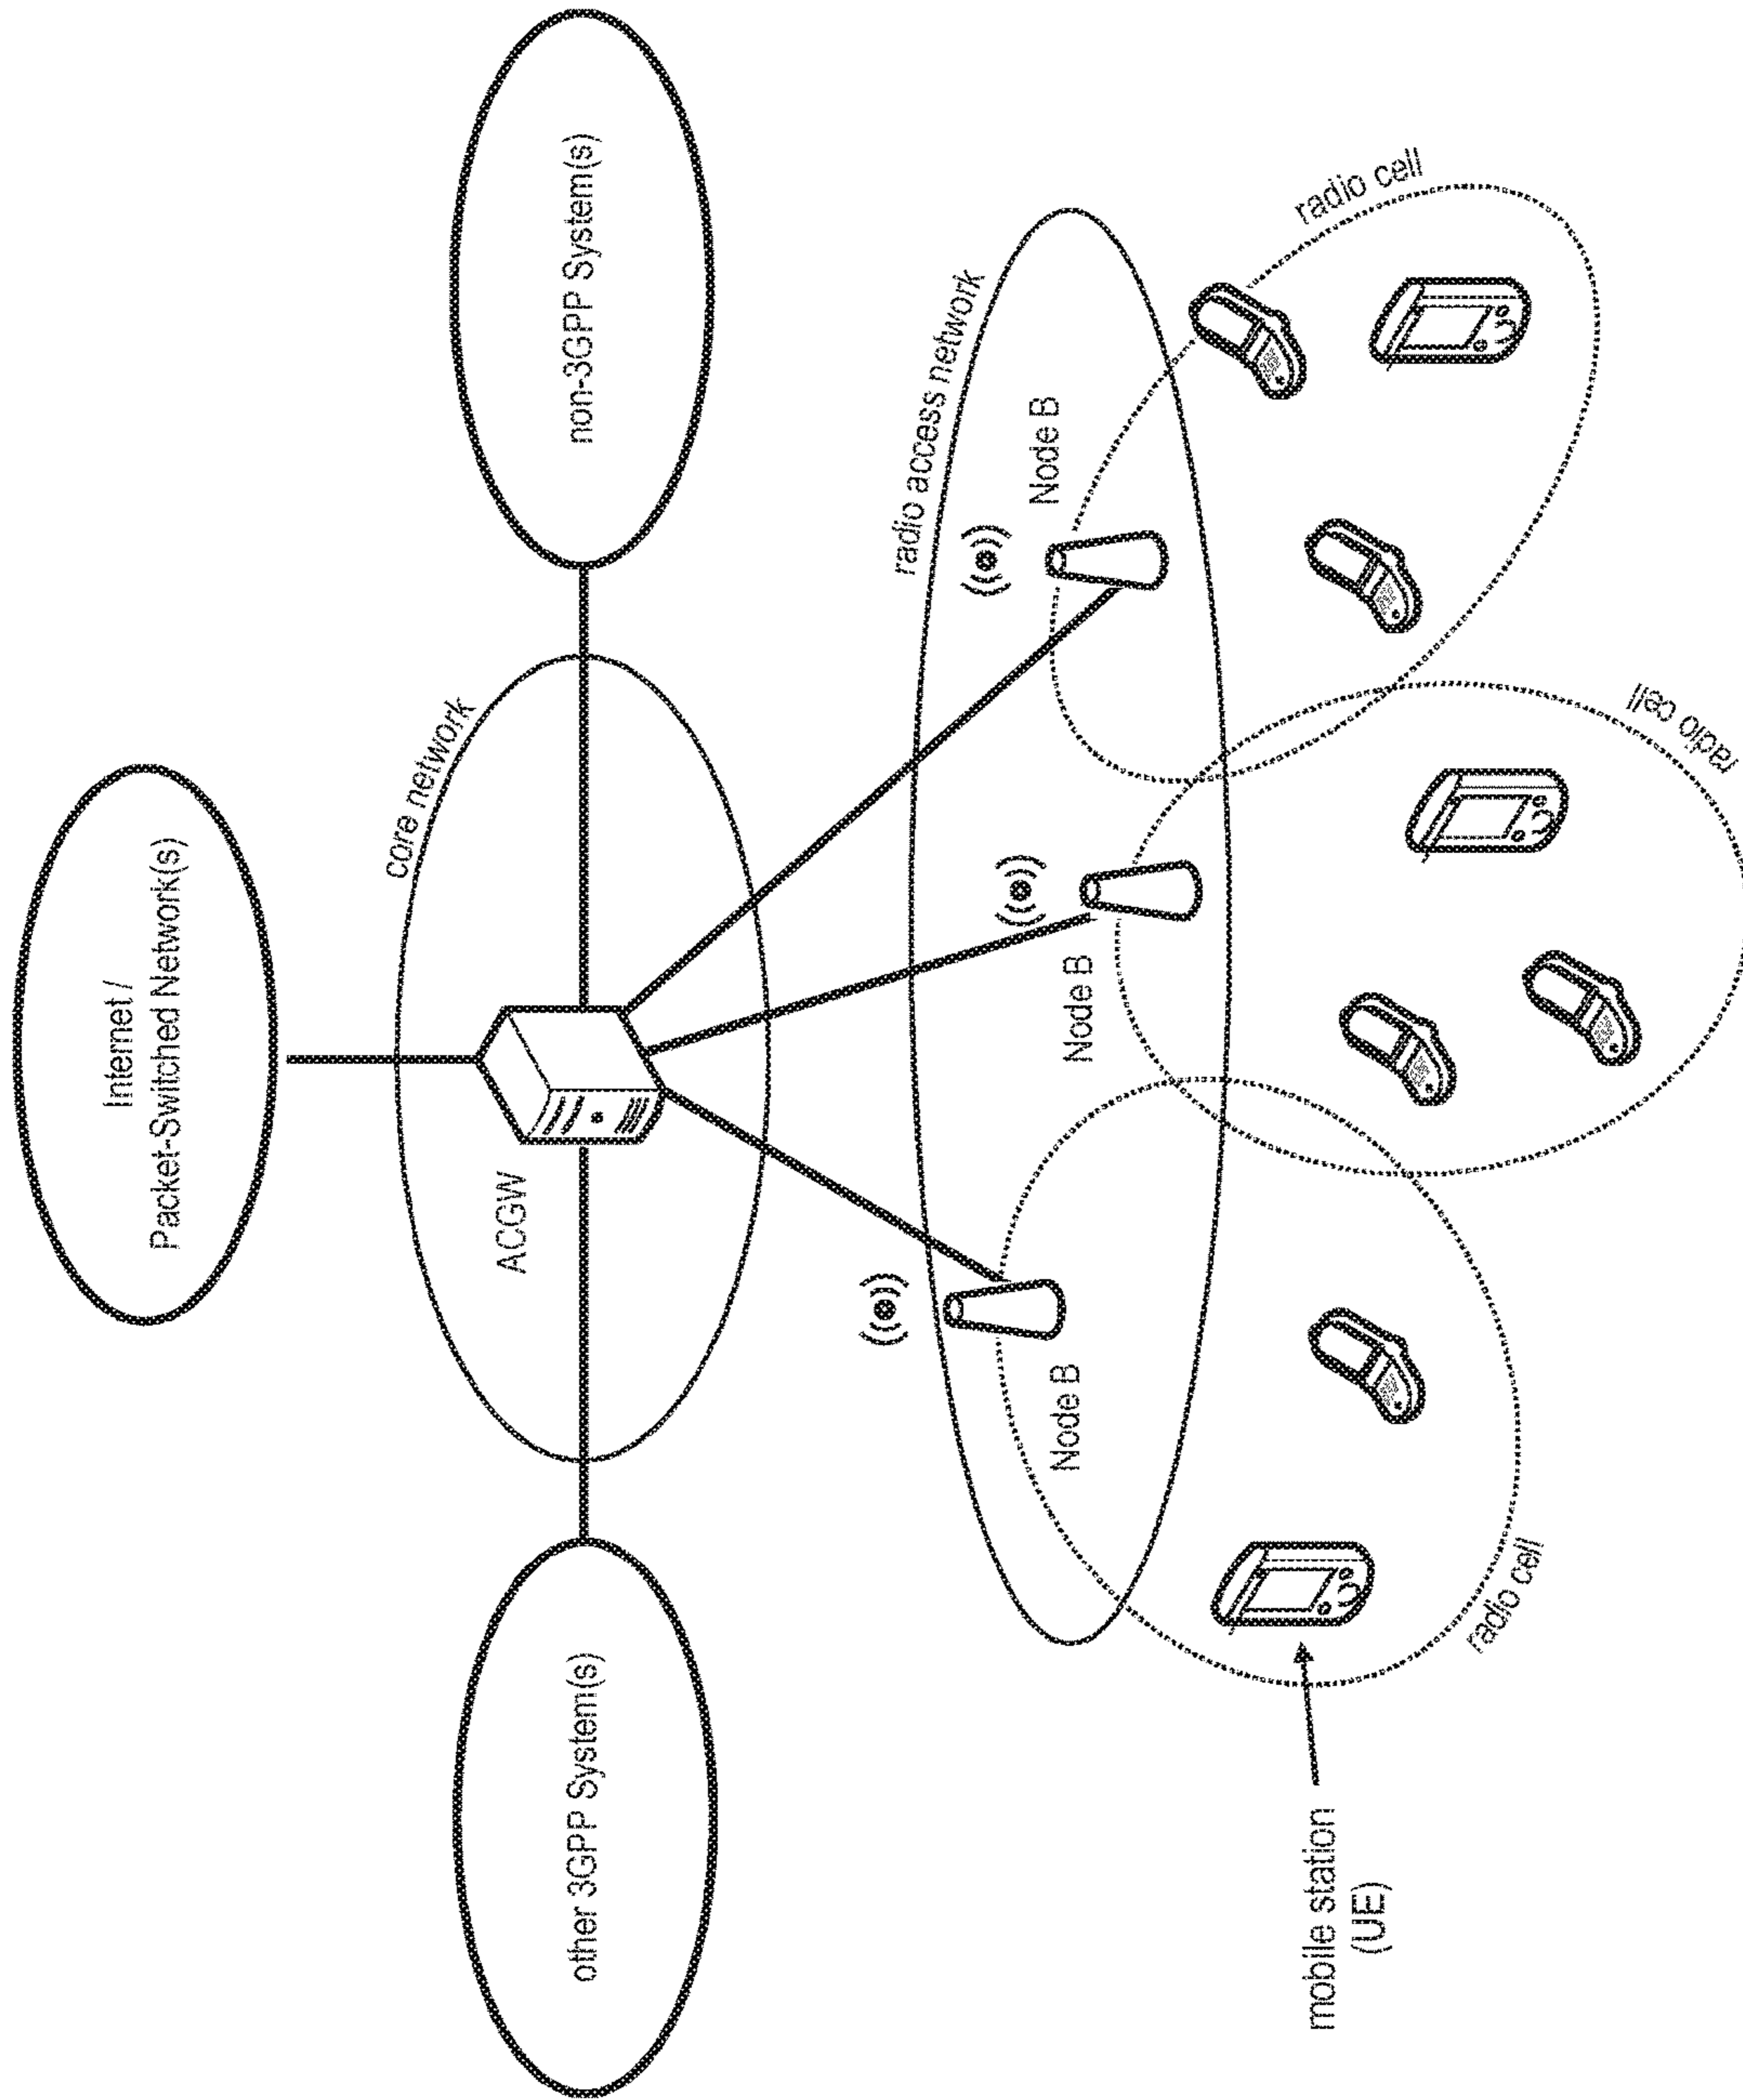 Internet /
Packet-Switched Network(s)
core network
other 3GPP System(s)
ACGW
non-3GPP System(s)
radio access network
Node B
Node B
Node B
mobile station
(UE)
radio cell
radio cell
radio cell